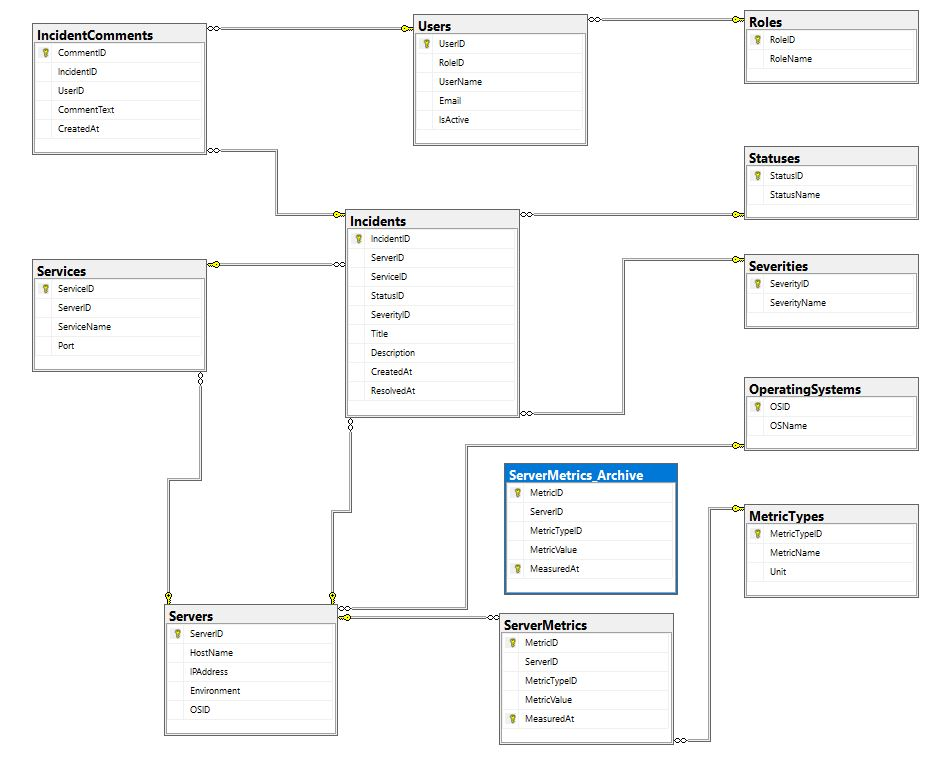 IncidentComments
CommentID
IncidentID
UserID
CommentText
CreatedAt
Users
UserID
RoleID
UserName
Email
IsActive
Roles
RoleID
RoleName
Statuses
StatusID
StatusName
Incidents
IncidentID
ServerID
ServiceID
StatusID
SeverityID
Title
Description
CreatedAt
ResolvedAt
Services
ServiceID
ServerID
ServiceName
Port
Severities
SeverityID
SeverityName
OperatingSystems
OSID
OSName
ServerMetrics_Archive
MetricID
ServerID
MetricTypeID
MetricValue
MeasuredAt
MetricTypes
MetricTypeID
MetricName
Unit
Servers
ServerID
HostName
IPAddress
Environment
OSID
ServerMetrics
MetricID
ServerID
MetricTypeID
MetricValue
MeasuredAt